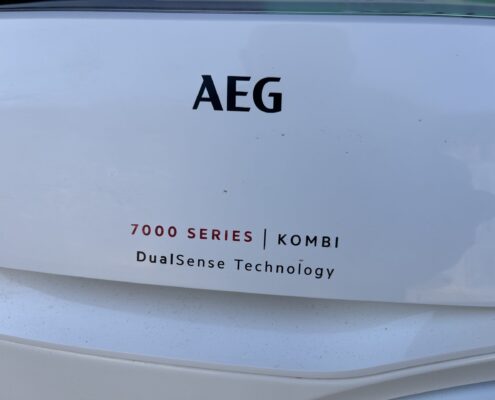 AEG
7000 SERIES | KOMBI
DualSense Technology